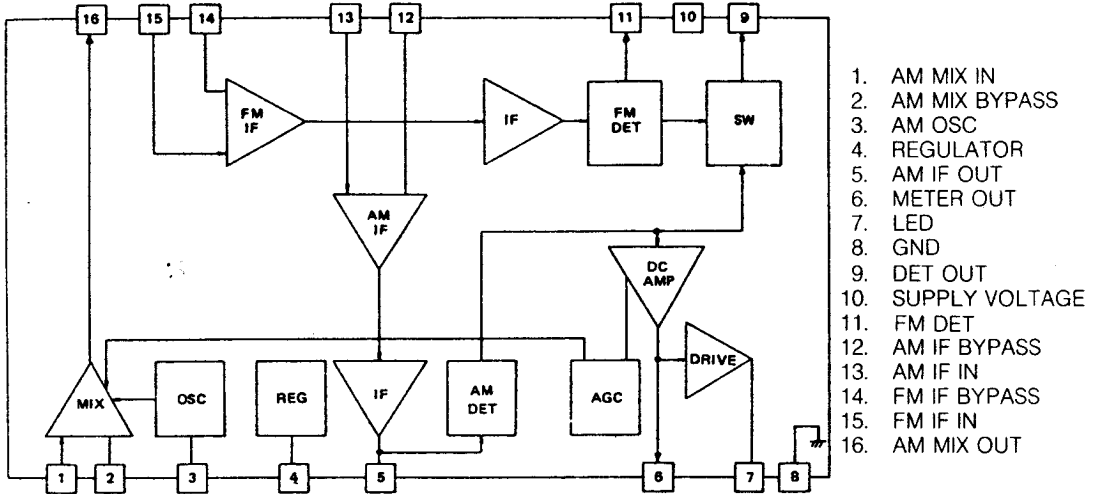 16 15 14 13 12 11 10 9
FM IF
IF
FM DET
SW
AM IF
DC AMP
MIX
OSC
REG
IF
AM DET
AGC
DRIVE
1 2 3 4 5 6 7 8
1. AM MIX IN
2. AM MIX BYPASS
3. AM OSC
4. REGULATOR
5. AM IF OUT
6. METER OUT
7. LED
8. GND
9. DET OUT
10. SUPPLY VOLTAGE
11. FM DET
12. AM IF BYPASS
13. AM IF IN
14. FM IF BYPASS
15. FM IF IN
16. AM MIX OUT